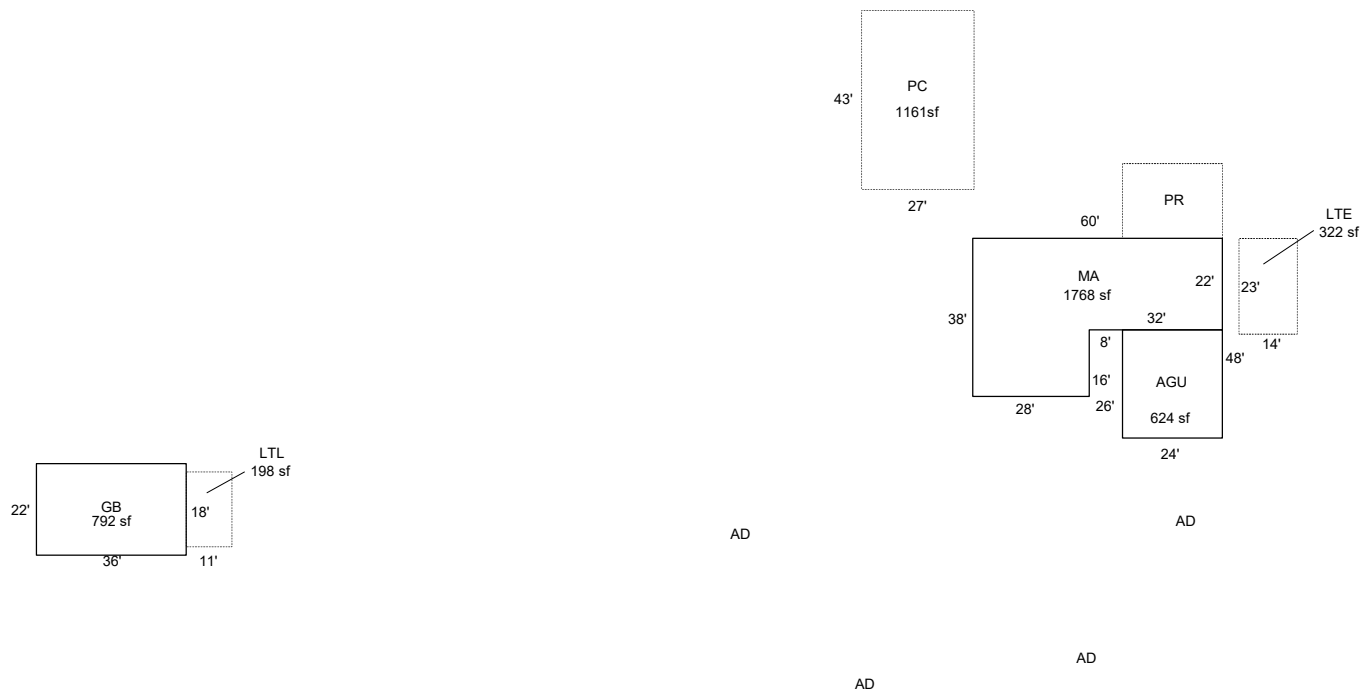 PC
43'
1161sf
27'
PR
60'
LTE
322 sf
MA
1768 sf
22'
23'
38'
32'
8'
14'
48'
16'
AGU
28'
26'
624 sf
24'
LTL
198 sf
22'
GB
792 sf
18'
36'
11'
AD
AD
AD
AD